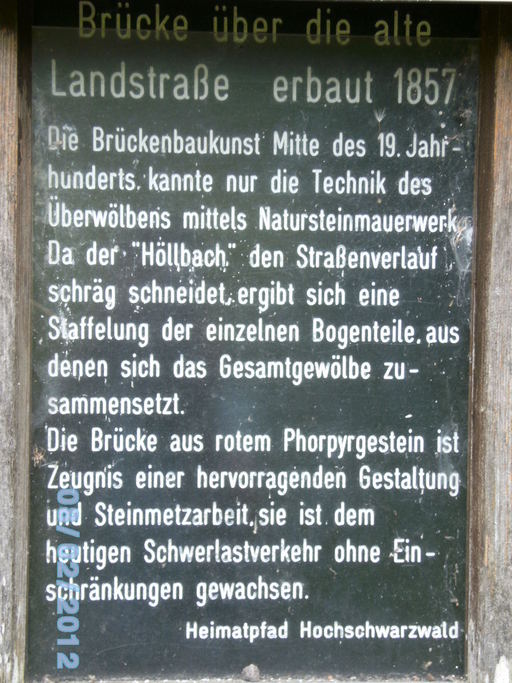 Brücke über die alte
Landstraße erbaut 1857
Die Brückenbaukunst Mitte des 19. Jahr-
hunderts. kannte nur die Technik des
Überwölbens mittels Natursteinmauerwerk.
Da der "Höllbach" den Straßenverlauf
schräg schneidet, ergibt sich eine
Staffelung der einzelnen Bogenteile, aus
denen sich das Gesamtgewölbe zu-
sammensetzt.
Die Brücke aus rotem Phorpyrgestein ist
Zeugnis einer hervorragenden Gestaltung
und Steinmetzarbeit, sie ist dem
heutigen Schwerlastverkehr ohne Ein-
schränkungen gewachsen.
Heimatpfad Hochschwarzwald